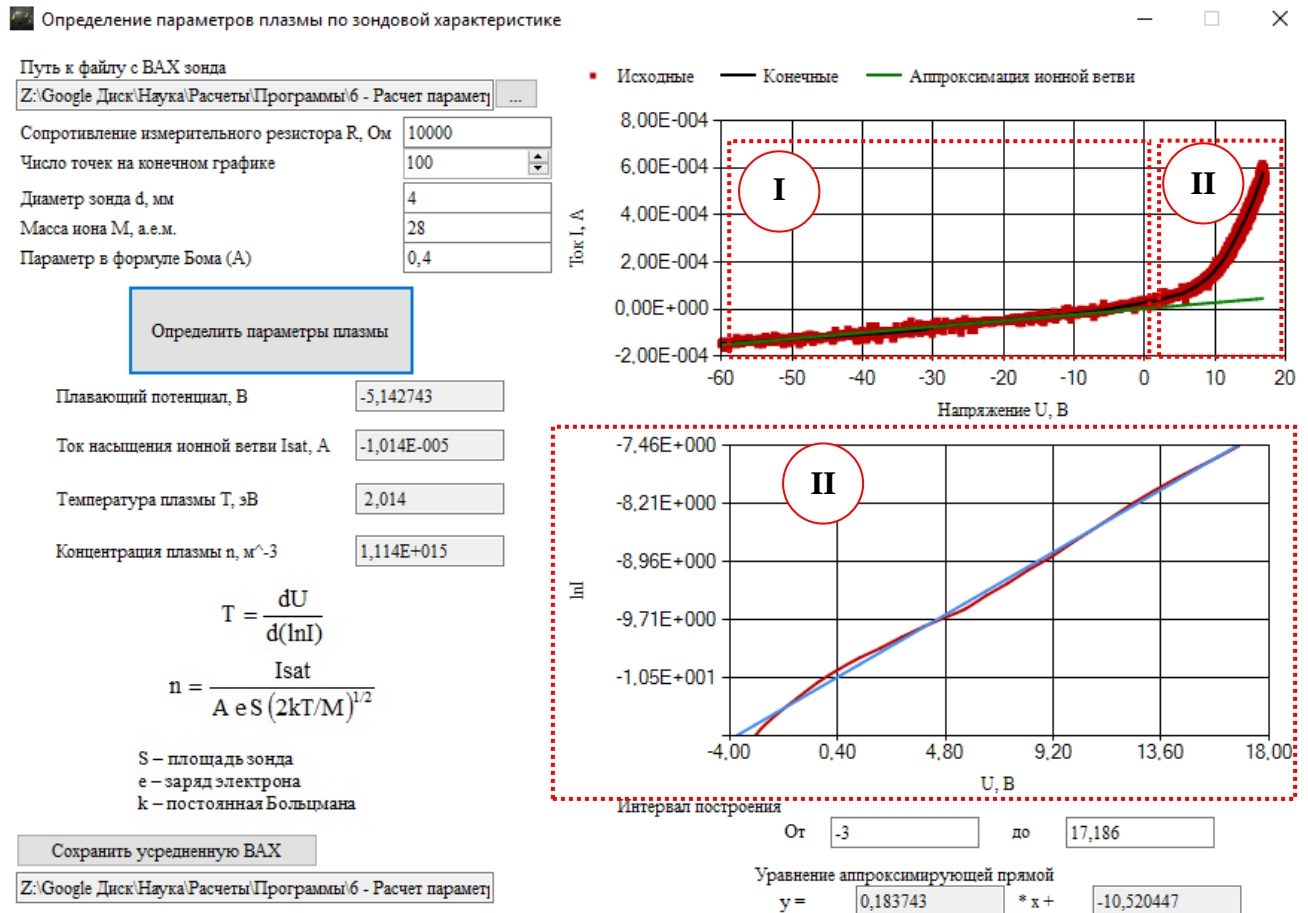 Определение параметров плазмы по зондовой характеристике
Путь к файлу с ВАХ зонда
Z:\Google Диск\Наука\Расчеты\Программы\6 - Расчет параметр
...
Сопротивление измерительного резистора R, Ом 10000
Число точек на конечном графике 100
Диаметр зонда d, мм 4
Масса иона M, а.е.м. 28
Параметр в формуле Бома (A) 0,4
Определить параметры плазмы
Плавающий потенциал, В -5,142743
Ток насыщения ионной ветви Isat, А -1,014E-005
Температура плазмы T, эВ 2,014
Концентрация плазмы n, м^-3 1,114E+015
T = dU / d(lnI)
n = Isat / A e S (2kT/M)^1/2
S – площадь зонда
e – заряд электрона
k – постоянная Больцмана
Сохранить усредненную ВАХ
Z:\Google Диск\Наука\Расчеты\Программы\6 - Расчет параметр
Исходные Конечные Аппроксимация ионной ветви
8,00E-004
6,00E-004
4,00E-004
2,00E-004
0,00E+000
-2,00E-004
Ток I, А
I
II
-60 -50 -40 -30 -20 -10 0 10 20
Напряжение U, В
-7,46E+000
-8,21E+000
-8,96E+000
-9,71E+000
-1,05E+001
lnI
II
-4,00 0,40 4,80 9,20 13,60 18,00
U, В
Интервал построения
От -3 до 17,186
Уравнение аппроксимирующей прямой
y = 0,183743 * x + -10,520447